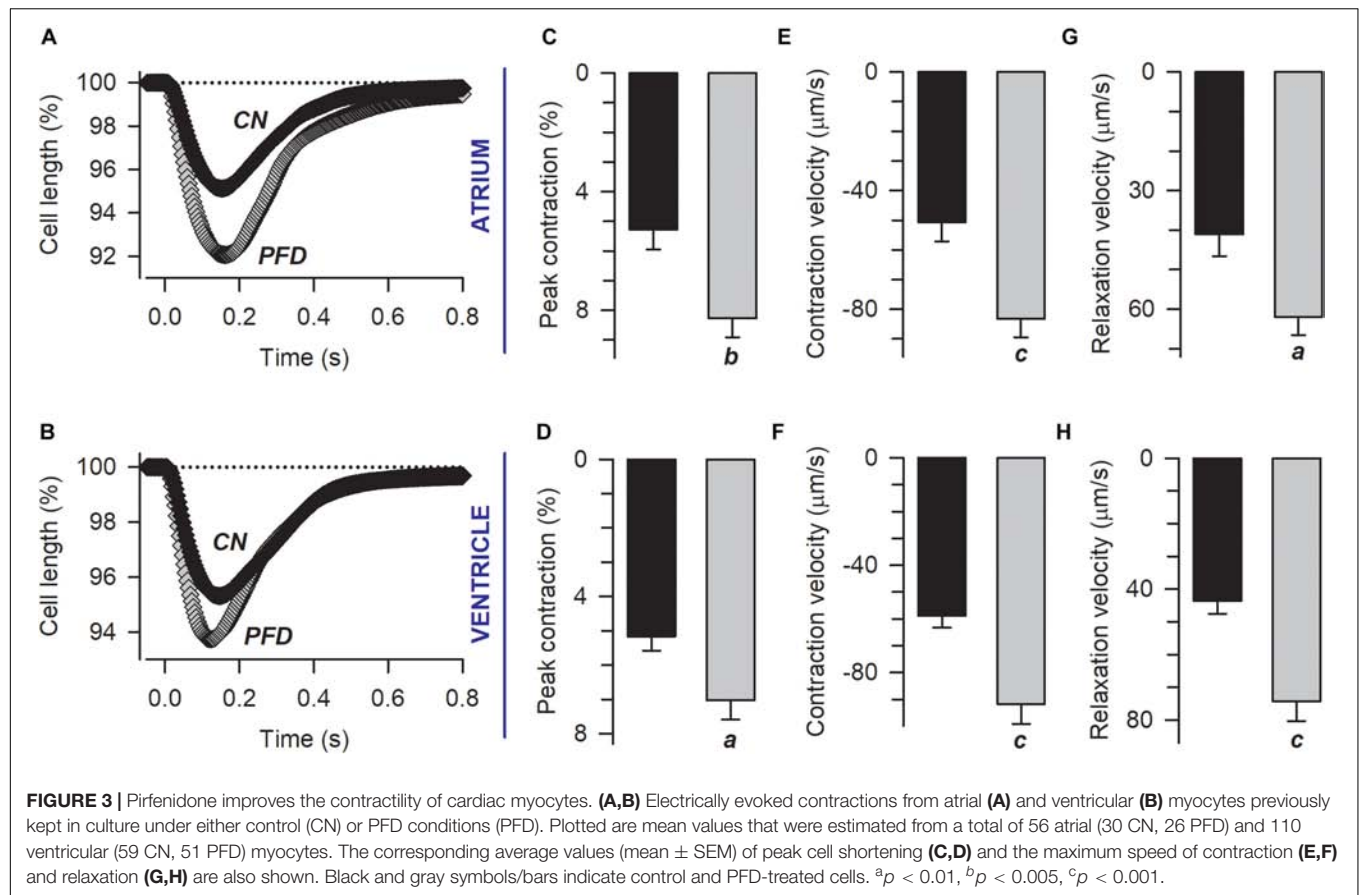 A
Cell length (%)
100
98
96
94
92
CN
PFD
0.0 0.2 0.4 0.6 0.8
Time (s)
ATRIUM
C
Peak contraction (%)
0
4
8
b
E
Contraction velocity (μm/s)
0
-40
-80
c
G
Relaxation velocity (μm/s)
0
30
60
a
B
Cell length (%)
100
98
96
94
CN
PFD
0.0 0.2 0.4 0.6 0.8
Time (s)
VENTRICLE
D
Peak contraction (%)
0
4
8
a
F
Contraction velocity (μm/s)
0
-40
-80
c
H
Relaxation velocity (μm/s)
0
40
80
c
FIGURE 3 | Pirfenidone improves the contractility of cardiac myocytes. (A,B) Electrically evoked contractions from atrial (A) and ventricular (B) myocytes previously
kept in culture under either control (CN) or PFD conditions (PFD). Plotted are mean values that were estimated from a total of 56 atrial (30 CN, 26 PFD) and 110
ventricular (59 CN, 51 PFD) myocytes. The corresponding average values (mean ± SEM) of peak cell shortening (C,D) and the maximum speed of contraction (E,F)
and relaxation (G,H) are also shown. Black and gray symbols/bars indicate control and PFD-treated cells. ᵃp < 0.01, ᵇp < 0.005, ᶜp < 0.001.